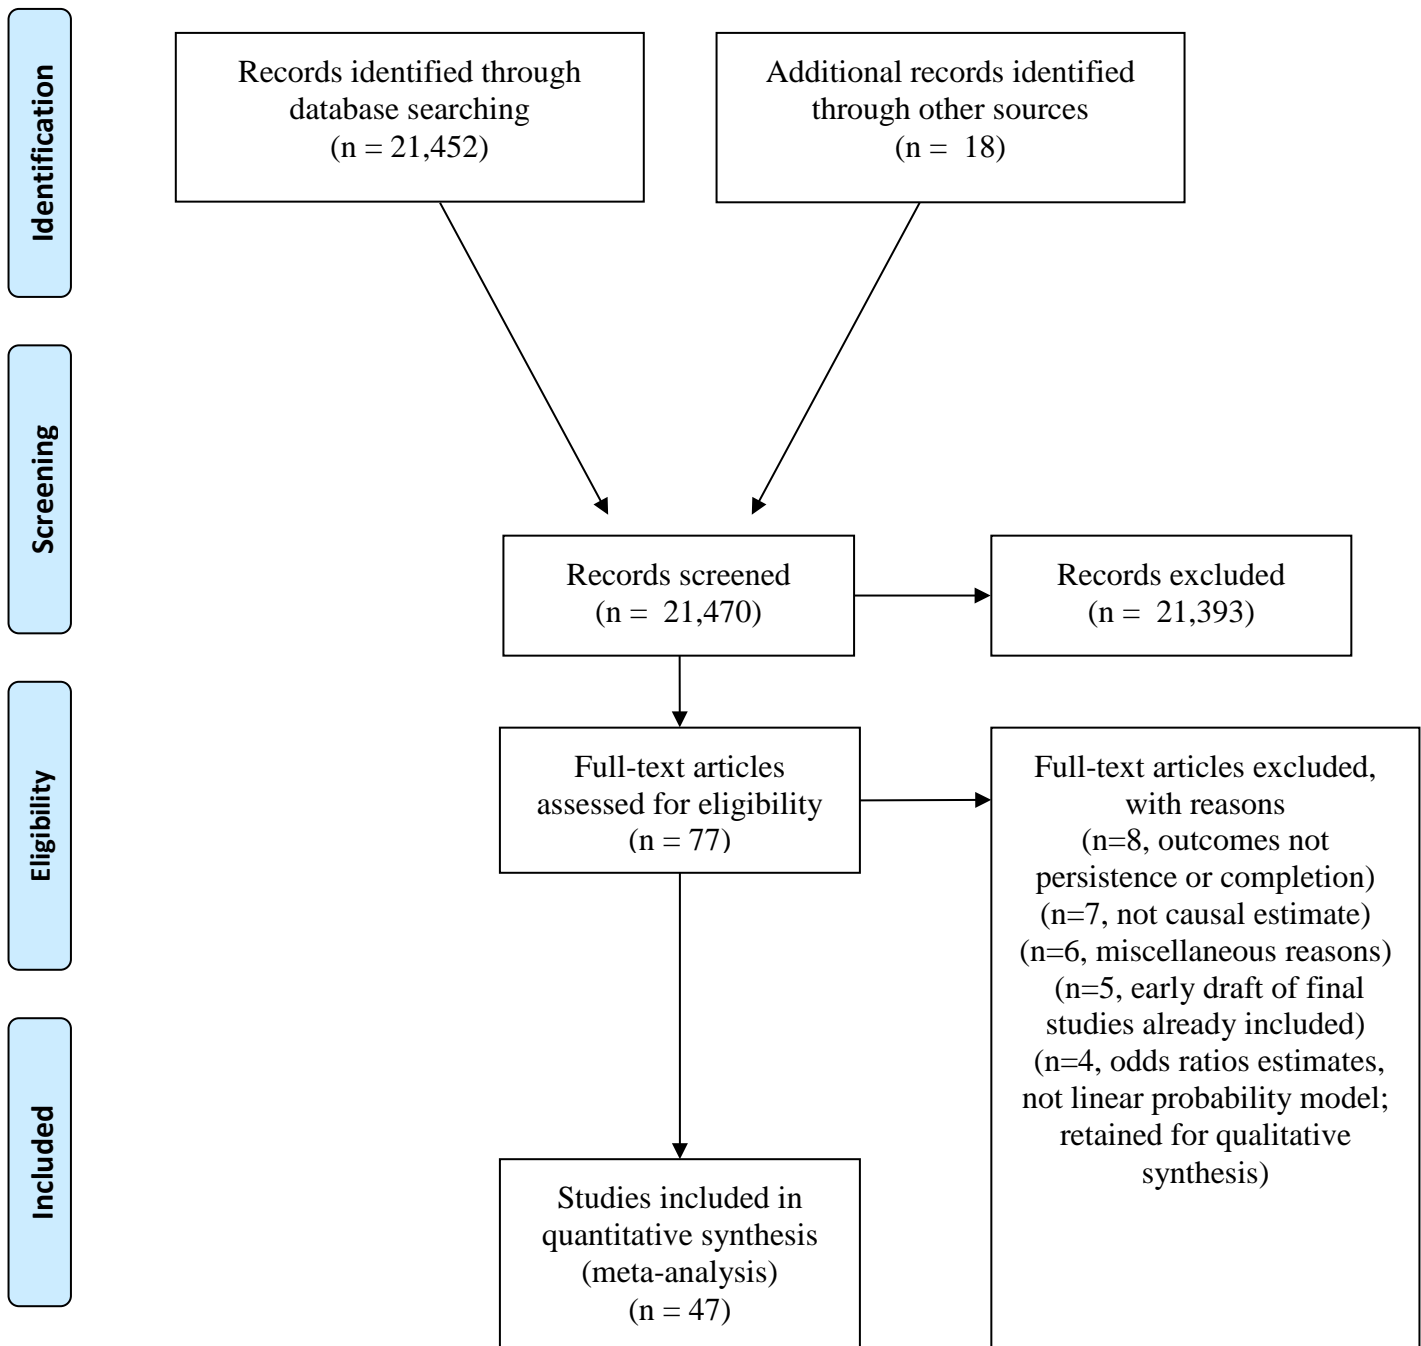 Identification
Records identified through
database searching
(n = 21,452)
Additional records identified
through other sources
(n = 18)
Screening
Records screened
(n = 21,470)
Records excluded
(n = 21,393)
Eligibility
Full-text articles
assessed for eligibility
(n = 77)
Full-text articles excluded,
with reasons
(n=8, outcomes not
persistence or completion)
(n=7, not causal estimate)
(n=6, miscellaneous reasons)
(n=5, early draft of final
studies already included)
(n=4, odds ratios estimates,
not linear probability model;
retained for qualitative
synthesis)
Included
Studies included in
quantitative synthesis
(meta-analysis)
(n = 47)